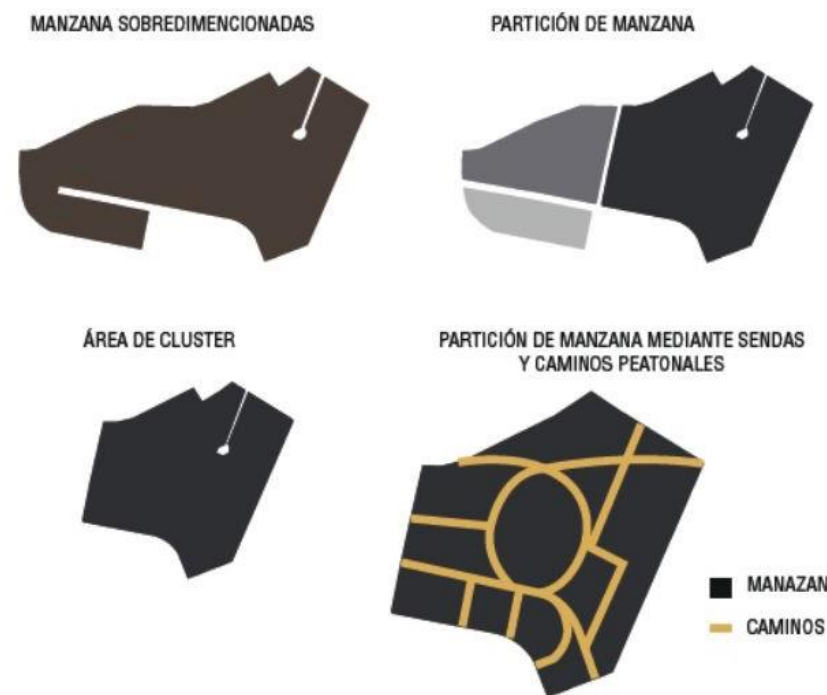 MANZANA SOBREDIMENCIONADAS
PARTICIÓN DE MANZANA
ÁREA DE CLUSTER
PARTICIÓN DE MANZANA MEDIANTE SENDAS
Y CAMINOS PEATONALES
MANAZAN
CAMINOS